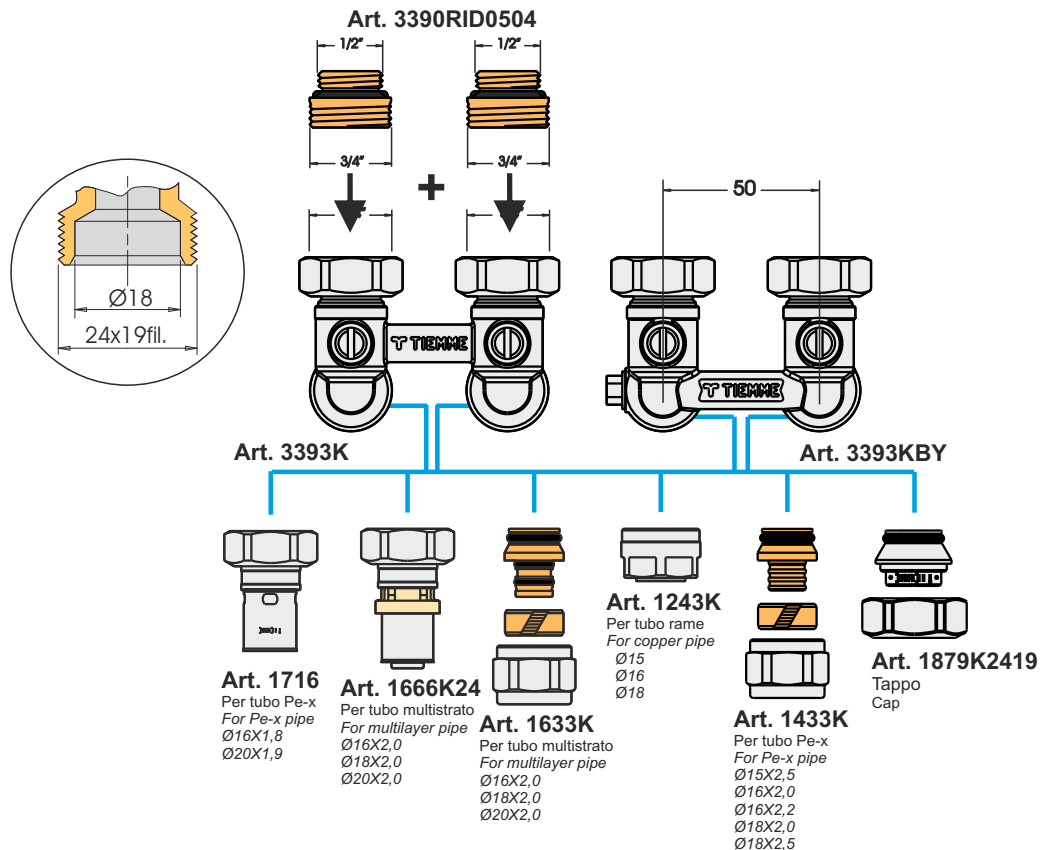 Art. 3390RID0504
1/2"
1/2"
3/4"
3/4"
+
50
Ø18
24x19fil.
TIEMME
TIEMME
Art. 3393K
Art. 3393KBY
Art. 1716
Per tubo Pe-x
For Pe-x pipe
Ø16X1,8
Ø20X1,9
Art. 1666K24
Per tubo multistrato
For multilayer pipe
Ø16X2,0
Ø18X2,0
Ø20X2,0
Art. 1633K
Per tubo multistrato
For multilayer pipe
Ø16X2,0
Ø18X2,0
Ø20X2,0
Art. 1243K
Per tubo rame
For copper pipe
Ø15
Ø16
Ø18
Art. 1433K
Per tubo Pe-x
For Pe-x pipe
Ø15X2,5
Ø16X2,0
Ø16X2,2
Ø18X2,0
Ø18X2,5
Art. 1879K2419
Tappo
Cap